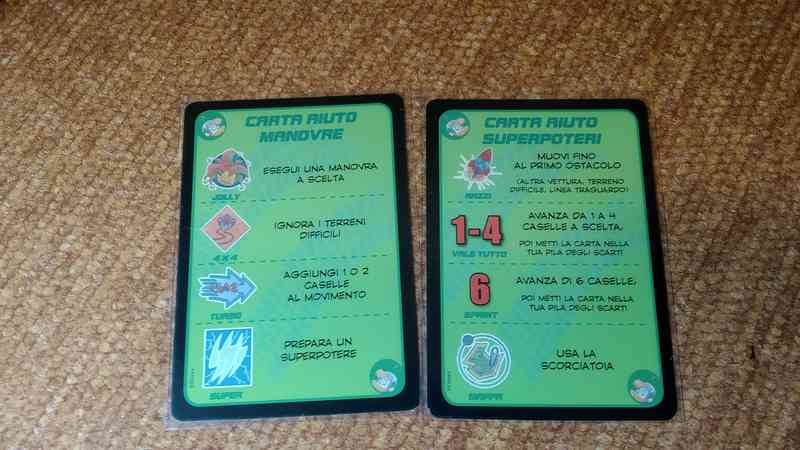 CARTA AIUTO
MANOVRE
ESEGUI UNA MANOVRA
A SCELTA
JOLLY
IGNORA I TERRENI
DIFFICILI
4X4
AGGIUNGI 1 O 2
CASELLE
AL MOVIMENTO
TURBO
PREPARA UN
SUPERPOTERE
SUPER
CARTA AIUTO
SUPERPOTERI
MUOVI FINO
AL PRIMO OSTACOLO
(ALTRA VETTURA, TERRENO
DIFFICILE, LINEA TRAGUARDO)
RAZZI
1-4
AVANZA DA 1 A 4
CASELLE A SCELTA,
POI METTI LA CARTA NELLA
TUA PILA DEGLI SCARTI
VALE TUTTO
6
AVANZA DI 6 CASELLE,
POI METTI LA CARTA NELLA
TUA PILA DEGLI SCARTI
SPRINT
USA LA
SCORCIATOIA
MAPPA